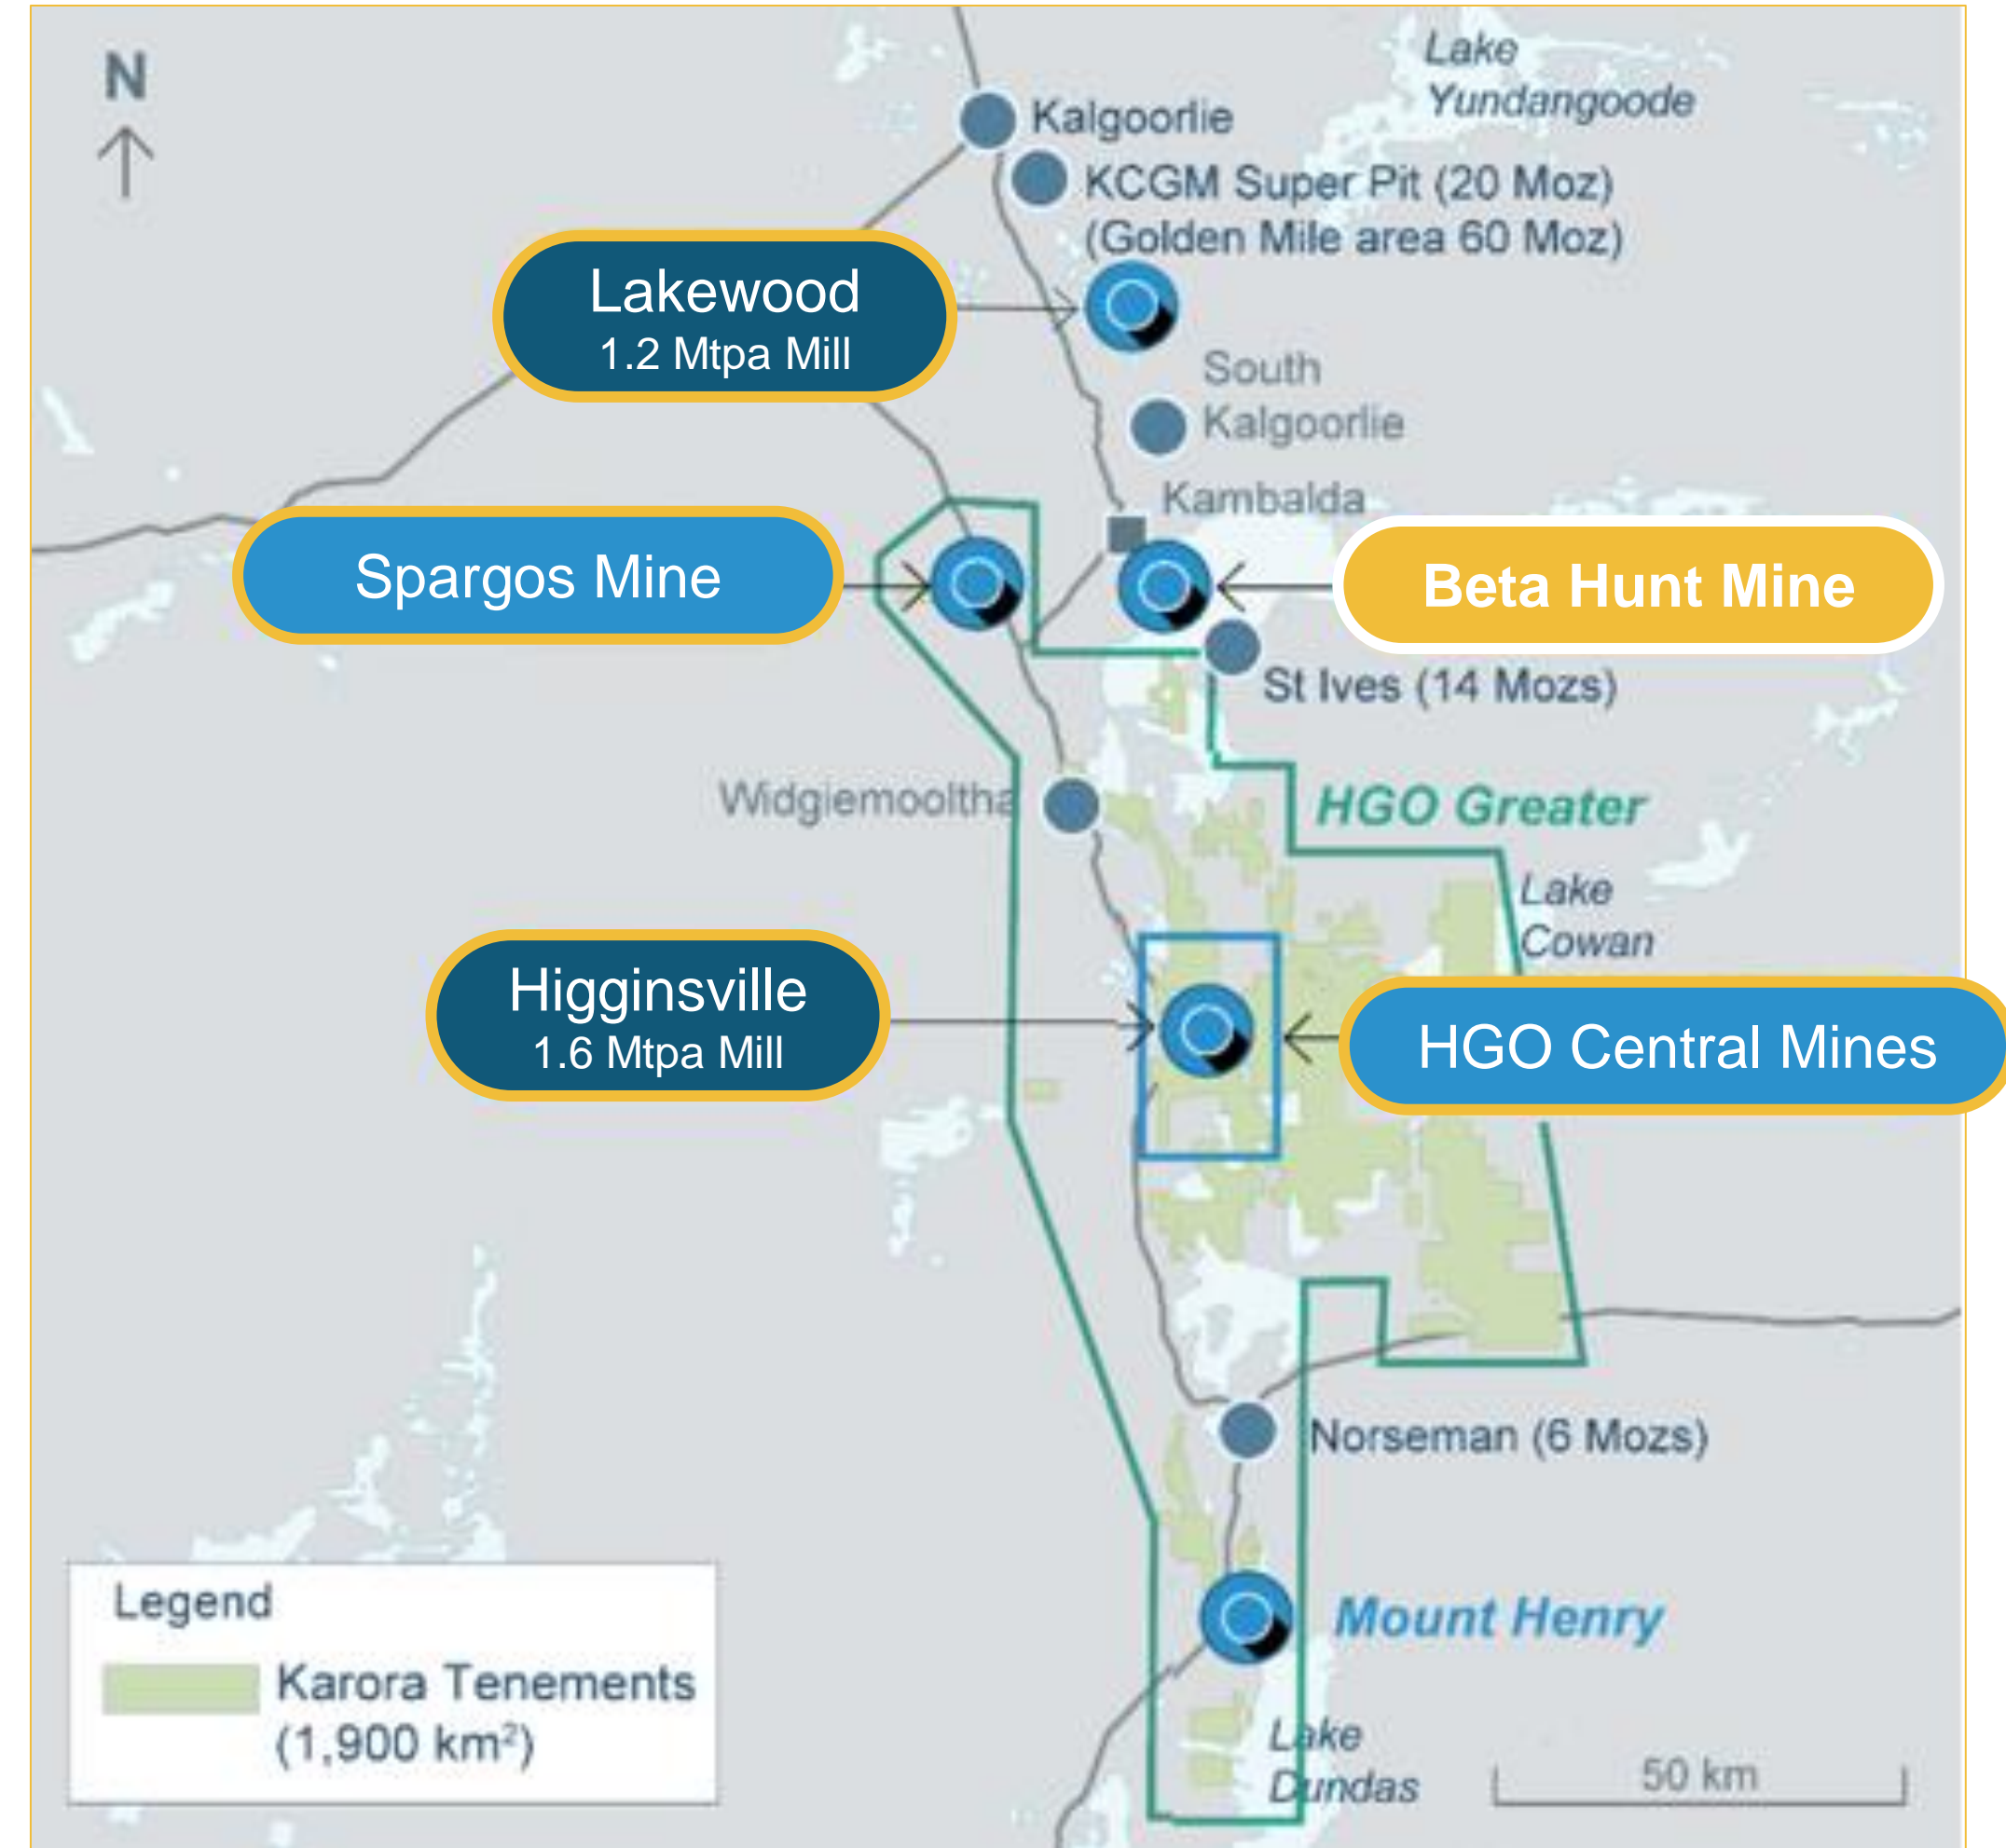 N
Lake
Yundangoode
Kalgoorlie
KCGM Super Pit (20 Moz)
(Golden Mile area 60 Moz)
Lakewood
1.2 Mtpa Mill
South
Kalgoorlie
Kambalda
Spargos Mine
Beta Hunt Mine
St Ives (14 Mozs)
Widgiemooltha
HGO Greater
Lake
Cowan
Higginsville
1.6 Mtpa Mill
HGO Central Mines
Norseman (6 Mozs)
Legend
Karora Tenements
(1,900 km²)
Mount Henry
Lake
Dundas
50 km